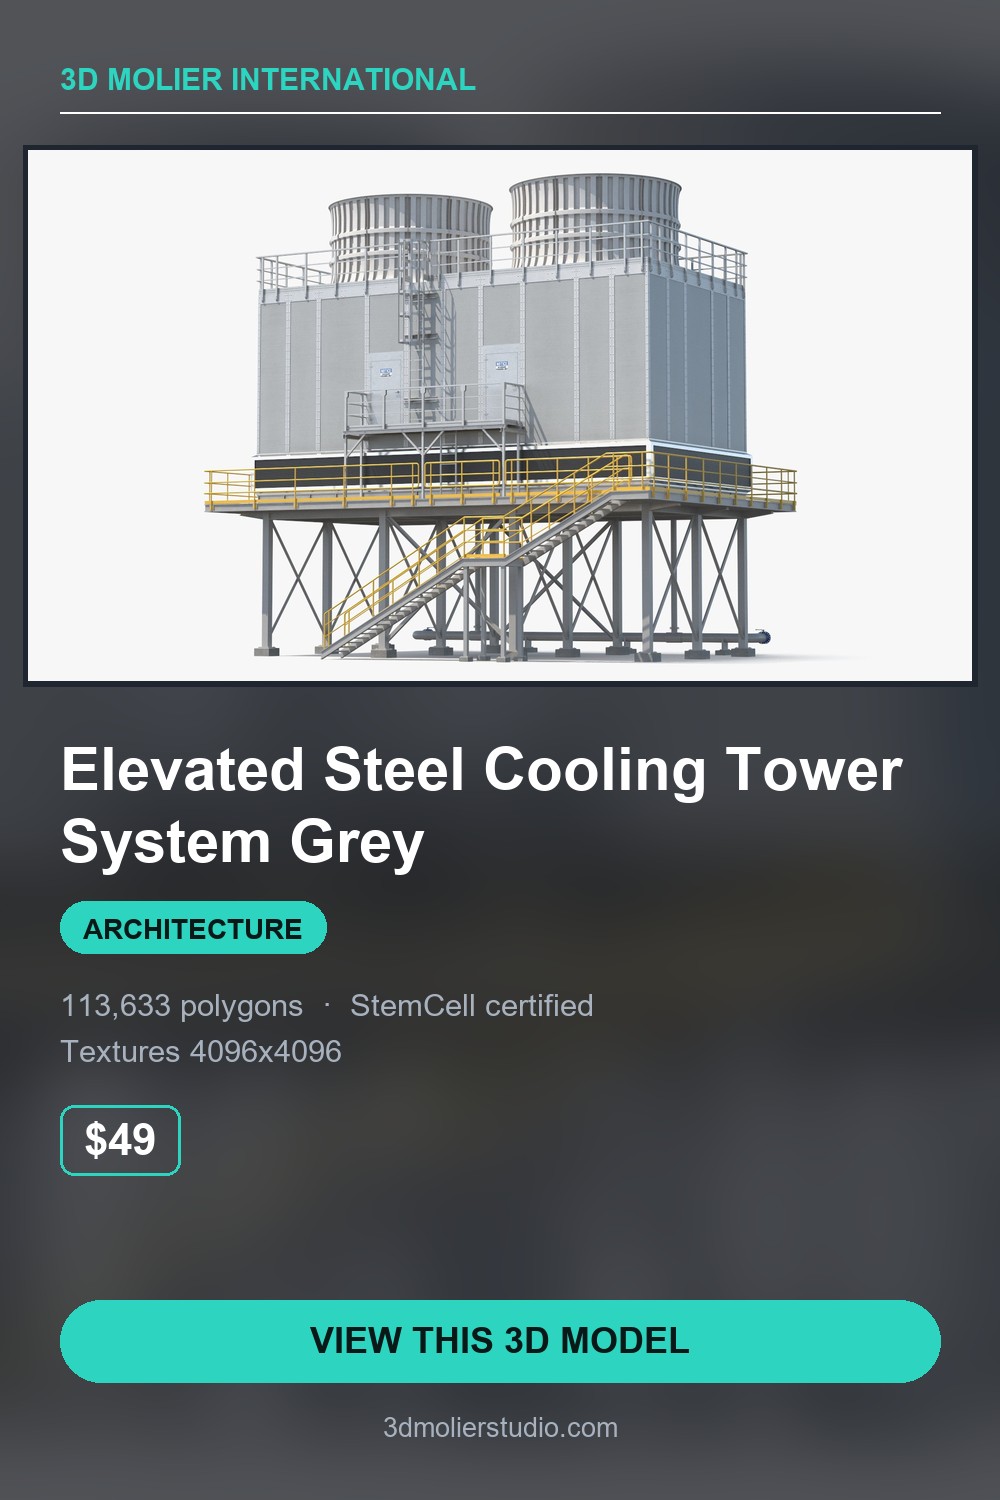 3D MOLIER INTERNATIONAL
Elevated Steel Cooling Tower
System Grey
ARCHITECTURE
113,633 polygons · StemCell certified
Textures 4096x4096
$49
VIEW THIS 3D MODEL
3dmolierstudio.com